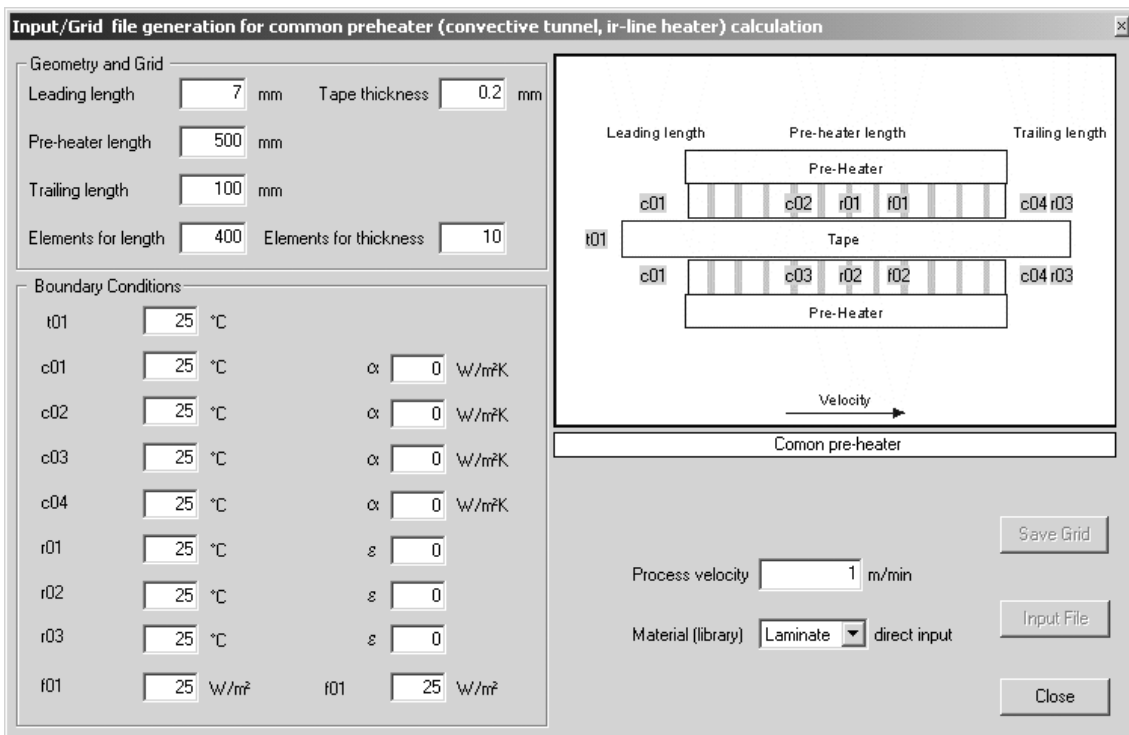 Input/Grid file generation for common preheater (convective tunnel, ir-line heater) calculation
Geometry and Grid
Leading length 7 mm Tape thickness 0.2 mm
Pre-heater length 500 mm
Trailing length 100 mm
Elements for length 400 Elements for thickness 10
Boundary Conditions
t01 25 °C
c01 25 °C α 0 W/m²K
c02 25 °C α 0 W/m²K
c03 25 °C α 0 W/m²K
c04 25 °C α 0 W/m²K
r01 25 °C ε 0
r02 25 °C ε 0
r03 25 °C ε 0
f01 25 W/m² f01 25 W/m²
Leading length Pre-heater length Trailing length
Pre-Heater
c01 c02 r01 f01 c04 r03
t01 Tape
c01 c03 r02 f02 c04 r03
Pre-Heater
Velocity
Comon pre-heater
Save Grid
Process velocity 1 m/min
Input File
Material (library) Laminate direct input
Close